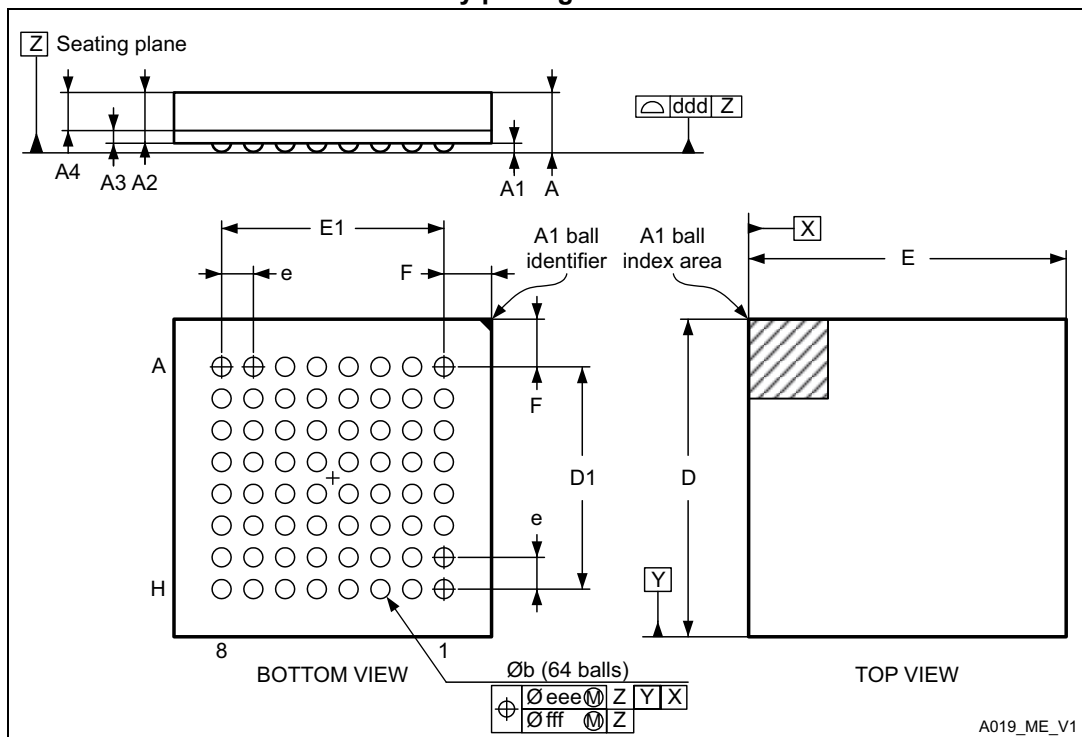 Z Seating plane
ddd Z
A4
A3 A2
A1
A
E1
e
F
A1 ball
identifier
A1 ball
index area
X
E
A
F
D1
D
e
Y
H
8
1
BOTTOM VIEW
Øb (64 balls)
Ø eee Ⓜ Z Y X
Ø fff Ⓜ Z
TOP VIEW
A019_ME_V1